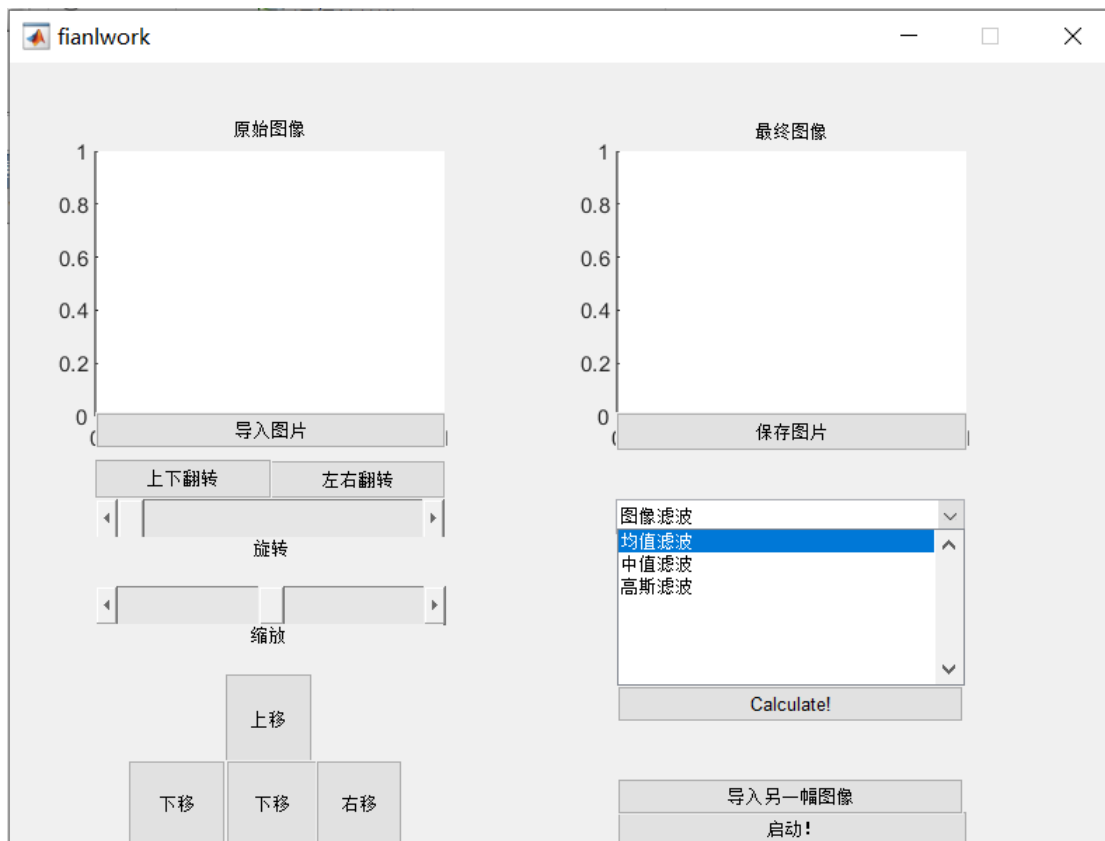 fianlwork
原始图像
1
0.8
0.6
0.4
0.2
0
导入图片
上下翻转 左右翻转
旋转
缩放
上移
下移 下移 右移
最终图像
1
0.8
0.6
0.4
0.2
0
保存图片
图像滤波
均值滤波
中值滤波
高斯滤波
Calculate!
导入另一幅图像
启动!